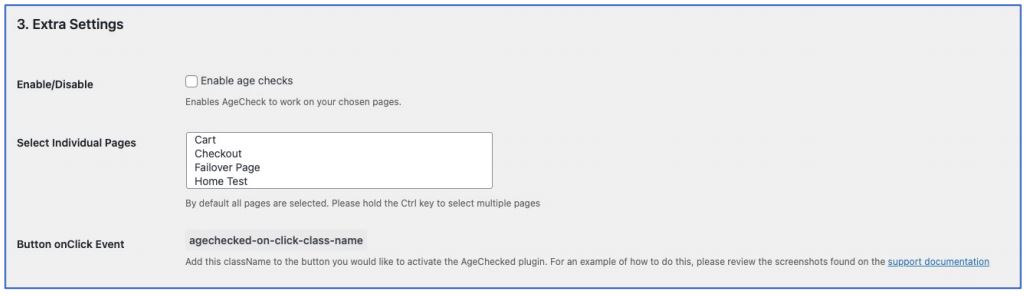 3. Extra Settings
Enable/Disable
Enable age checks
Enables AgeCheck to work on your chosen pages.
Select Individual Pages
Cart
Checkout
Failover Page
Home Test
By default all pages are selected. Please hold the Ctrl key to select multiple pages
Button onClick Event
agechecked-on-click-class-name
Add this className to the button you would like to activate the AgeChecked plugin. For an example of how to do this, please review the screenshots found on the support documentation